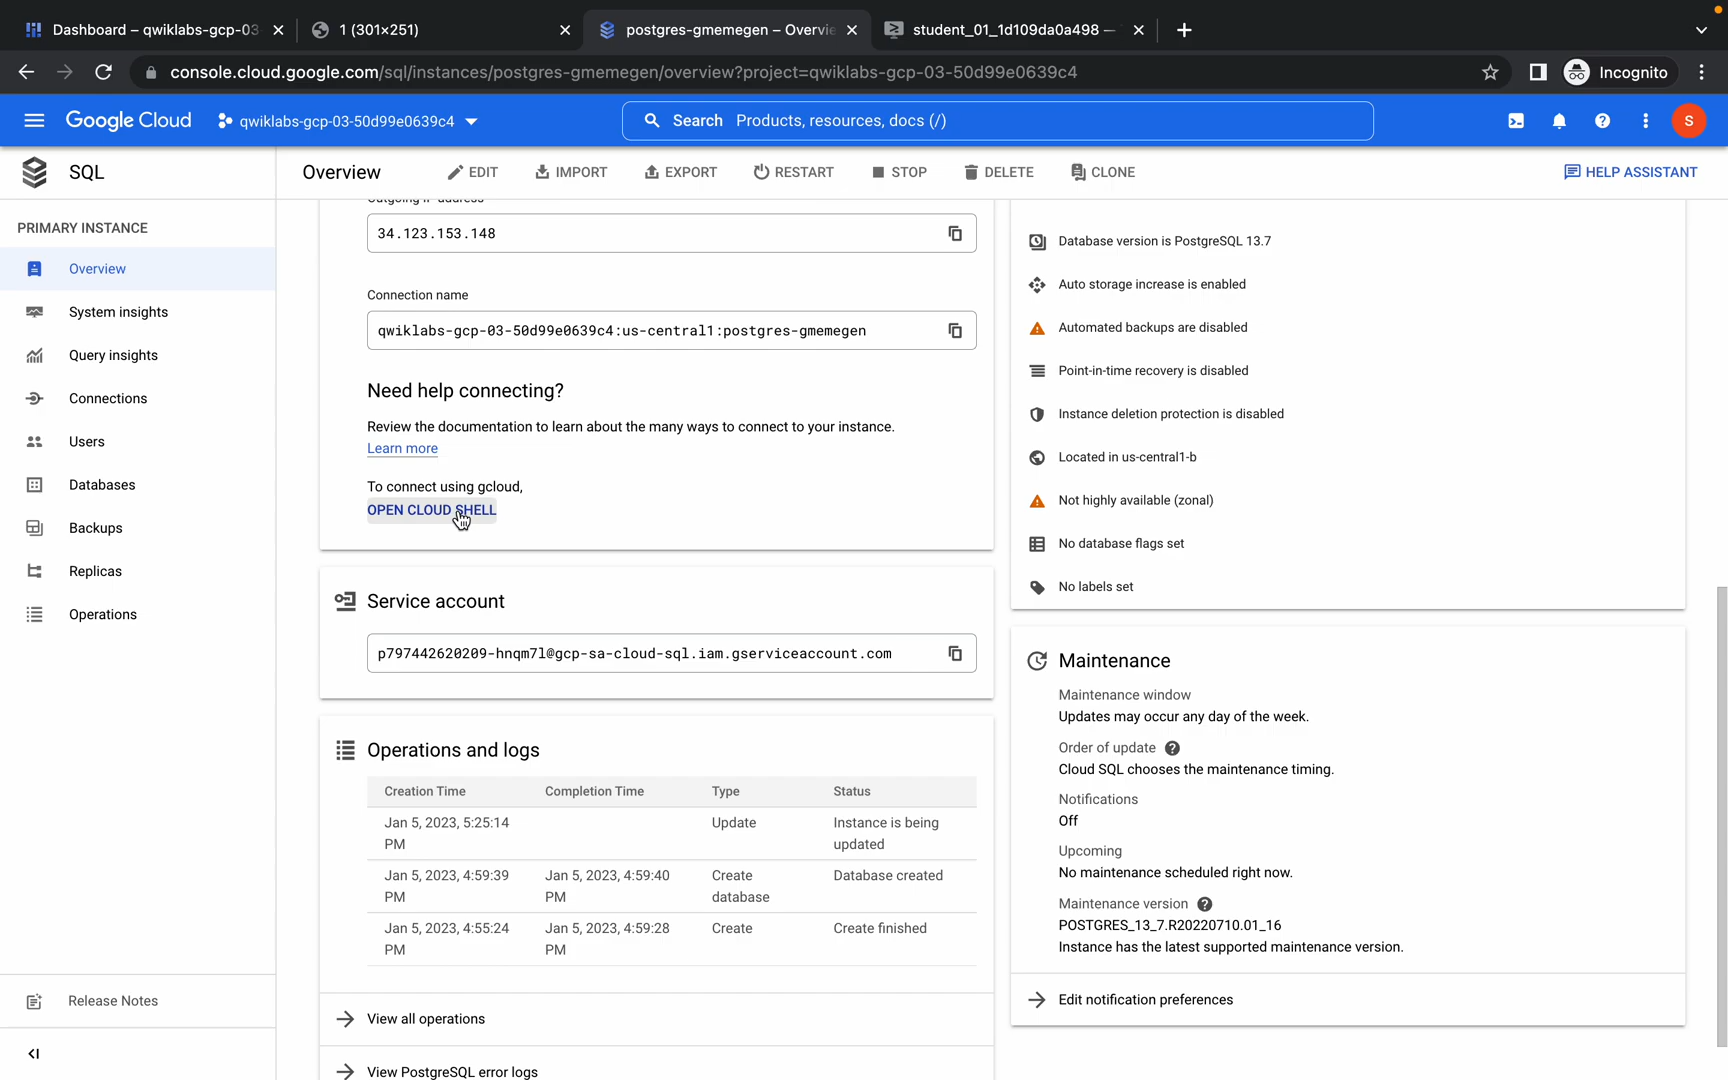 Dashboard – qwiklabs-gcp-03
1 (301×251)
postgres-gmemegen – Overvie
student_01_1d109da0a498 –
console.cloud.google.com/sql/instances/postgres-gmemegen/overview?project=qwiklabs-gcp-03-50d99e0639c4
Incognito
Google Cloud
qwiklabs-gcp-03-50d99e0639c4
Search Products, resources, docs (/)
S
SQL
Overview
EDIT
IMPORT
EXPORT
RESTART
STOP
DELETE
CLONE
HELP ASSISTANT
PRIMARY INSTANCE
Overview
System insights
Query insights
Connections
Users
Databases
Backups
Replicas
Operations
Release Notes
Outgoing IP address
34.123.153.148
Connection name
qwiklabs-gcp-03-50d99e0639c4:us-central1:postgres-gmemegen
Need help connecting?
Review the documentation to learn about the many ways to connect to your instance.
Learn more
To connect using gcloud,
OPEN CLOUD SHELL
Service account
p797442620209-hnqm7l@gcp-sa-cloud-sql.iam.gserviceaccount.com
Operations and logs
Creation Time Completion Time Type Status
Jan 5, 2023, 5:25:14 Update Instance is being
PM updated
Jan 5, 2023, 4:59:39 Jan 5, 2023, 4:59:40 Create Database created
PM PM database
Jan 5, 2023, 4:55:24 Jan 5, 2023, 4:59:28 Create Create finished
PM PM
View all operations
View PostgreSQL error logs
Database version is PostgreSQL 13.7
Auto storage increase is enabled
Automated backups are disabled
Point-in-time recovery is disabled
Instance deletion protection is disabled
Located in us-central1-b
Not highly available (zonal)
No database flags set
No labels set
Maintenance
Maintenance window
Updates may occur any day of the week.
Order of update
Cloud SQL chooses the maintenance timing.
Notifications
Off
Upcoming
No maintenance scheduled right now.
Maintenance version
POSTGRES_13_7.R20220710.01_16
Instance has the latest supported maintenance version.
Edit notification preferences